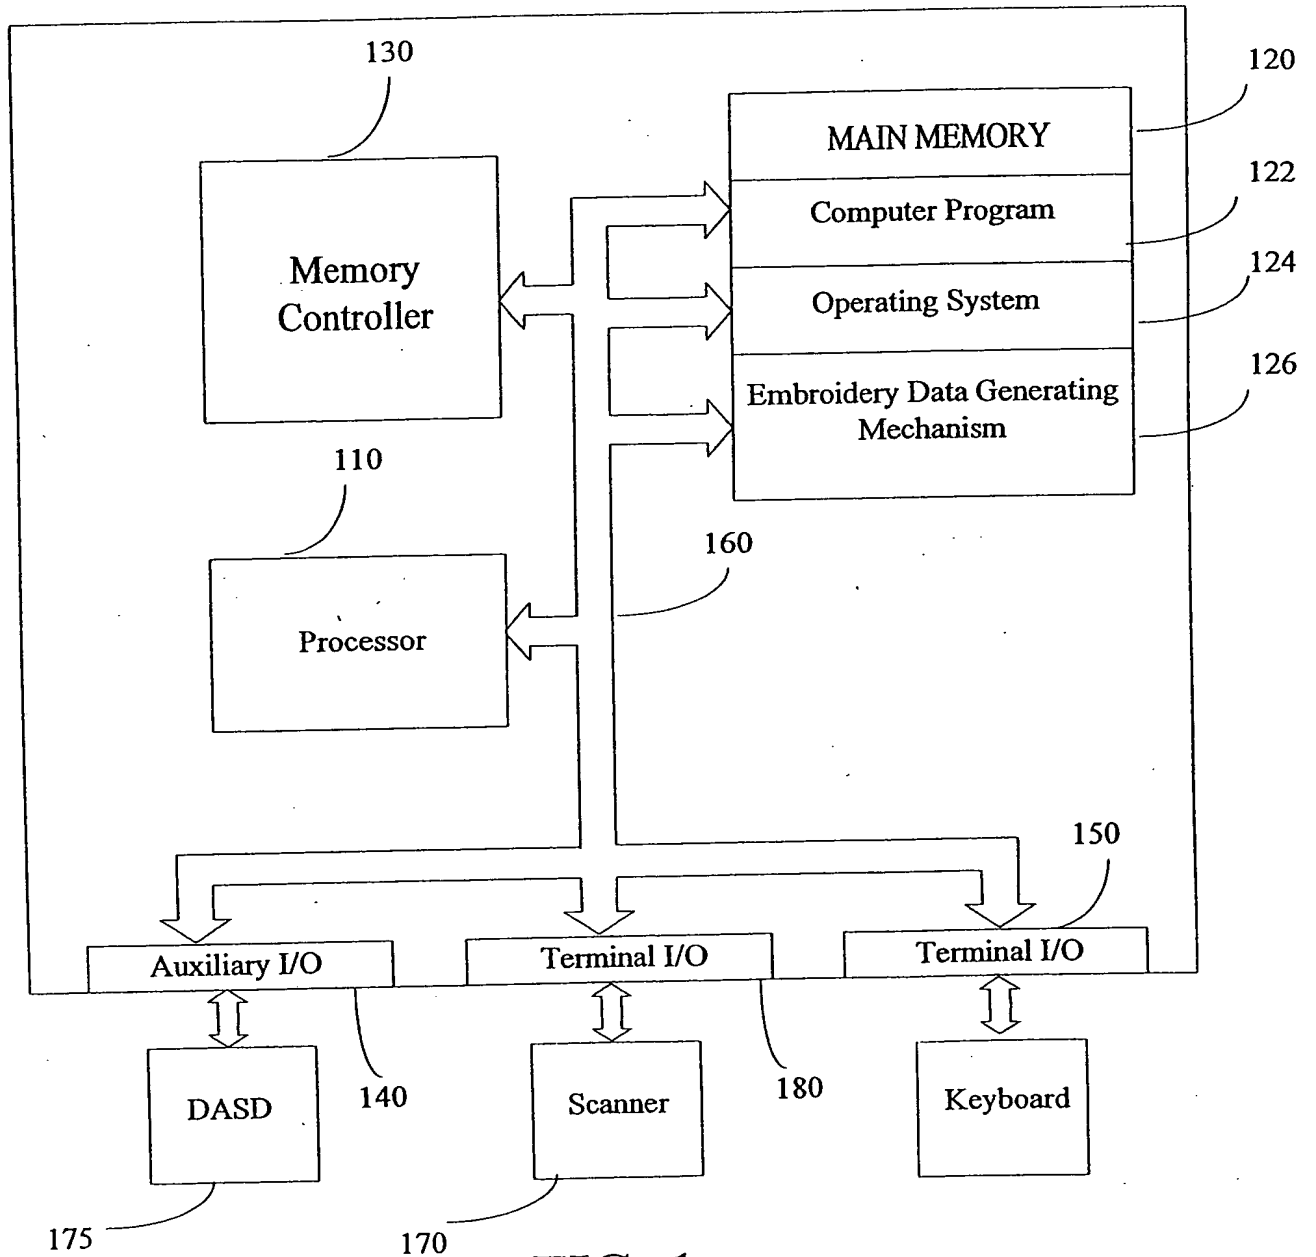 130
120
MAIN MEMORY
122
Computer Program
Memory
Controller
124
Operating System
126
Embroidery Data Generating
Mechanism
110
160
Processor
150
Auxiliary I/O
Terminal I/O
Terminal I/O
140
180
DASD
Scanner
Keyboard
175
170